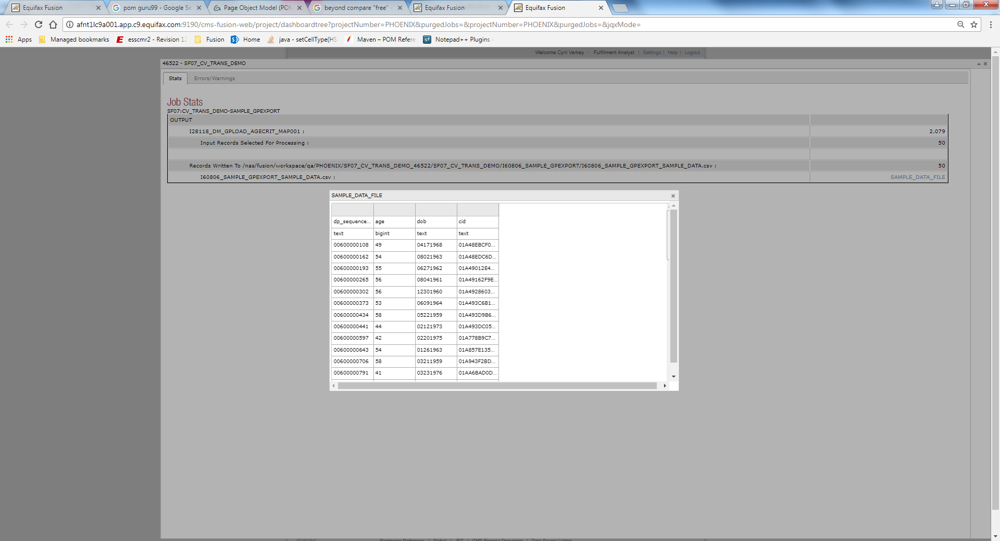 Equifax Fusion
pom guru99 - Google Se
Page Object Model (POM
beyond compare "free" -
Equifax Fusion
Equifax Fusion
afnt1lc9a001.app.c9.equifax.com:9190/cms-fusion-web/project/dashboardtree?projectNumber=PHOENIX&purgedJobs=&projectNumber=PHOENIX&purgedJobs=&jqxMode=
Apps Managed bookmarks esscmr2 - Revision 12 Fusion Home java - setCellType(HS Maven – POM Refere Notepad++ Plugins -
Welcome Cyril Varkey - Fulfillment Analyst | Settings | Help | Logout
46522 - SF07_CV_TRANS_DEMO
Stats Errors/Warnings
Job Stats
SF07:CV_TRANS_DEMO-SAMPLE_GPEXPORT
OUTPUT
I28118_DM_GPLOAD_AGECRIT_MAP001 : 2,079
Input Records Selected For Processing : 50
Records Written To /nas/fusion/workspace/qa/PHOENIX/SF07_CV_TRANS_DEMO_46522/SF07_CV_TRANS_DEMO/I60806_SAMPLE_GPEXPORT/I60806_SAMPLE_GPEXPORT_SAMPLE_DATA.csv : 50
I60806_SAMPLE_GPEXPORT_SAMPLE_DATA.csv : SAMPLE_DATA_FILE
SAMPLE_DATA_FILE
dp_sequence... age dob cid
text bigint text text
00600000108 49 04171968 01A48EBCF0...
00600000162 54 08021963 01A48EDC6D...
00600000193 55 06271962 01A49012E4...
00600000265 56 08041961 01A49162F9E...
00600000302 56 12301960 01A4928603...
00600000373 53 06091964 01A493C6B1...
00600000434 58 05221959 01A493D9B6...
00600000441 44 02121973 01A493DC05...
00600000597 42 02201975 01A778B9C7...
00600000643 54 01261963 01A857E135...
00600000706 58 03211959 01A943F2BD...
00600000791 41 03231976 01AA6BAD0D...